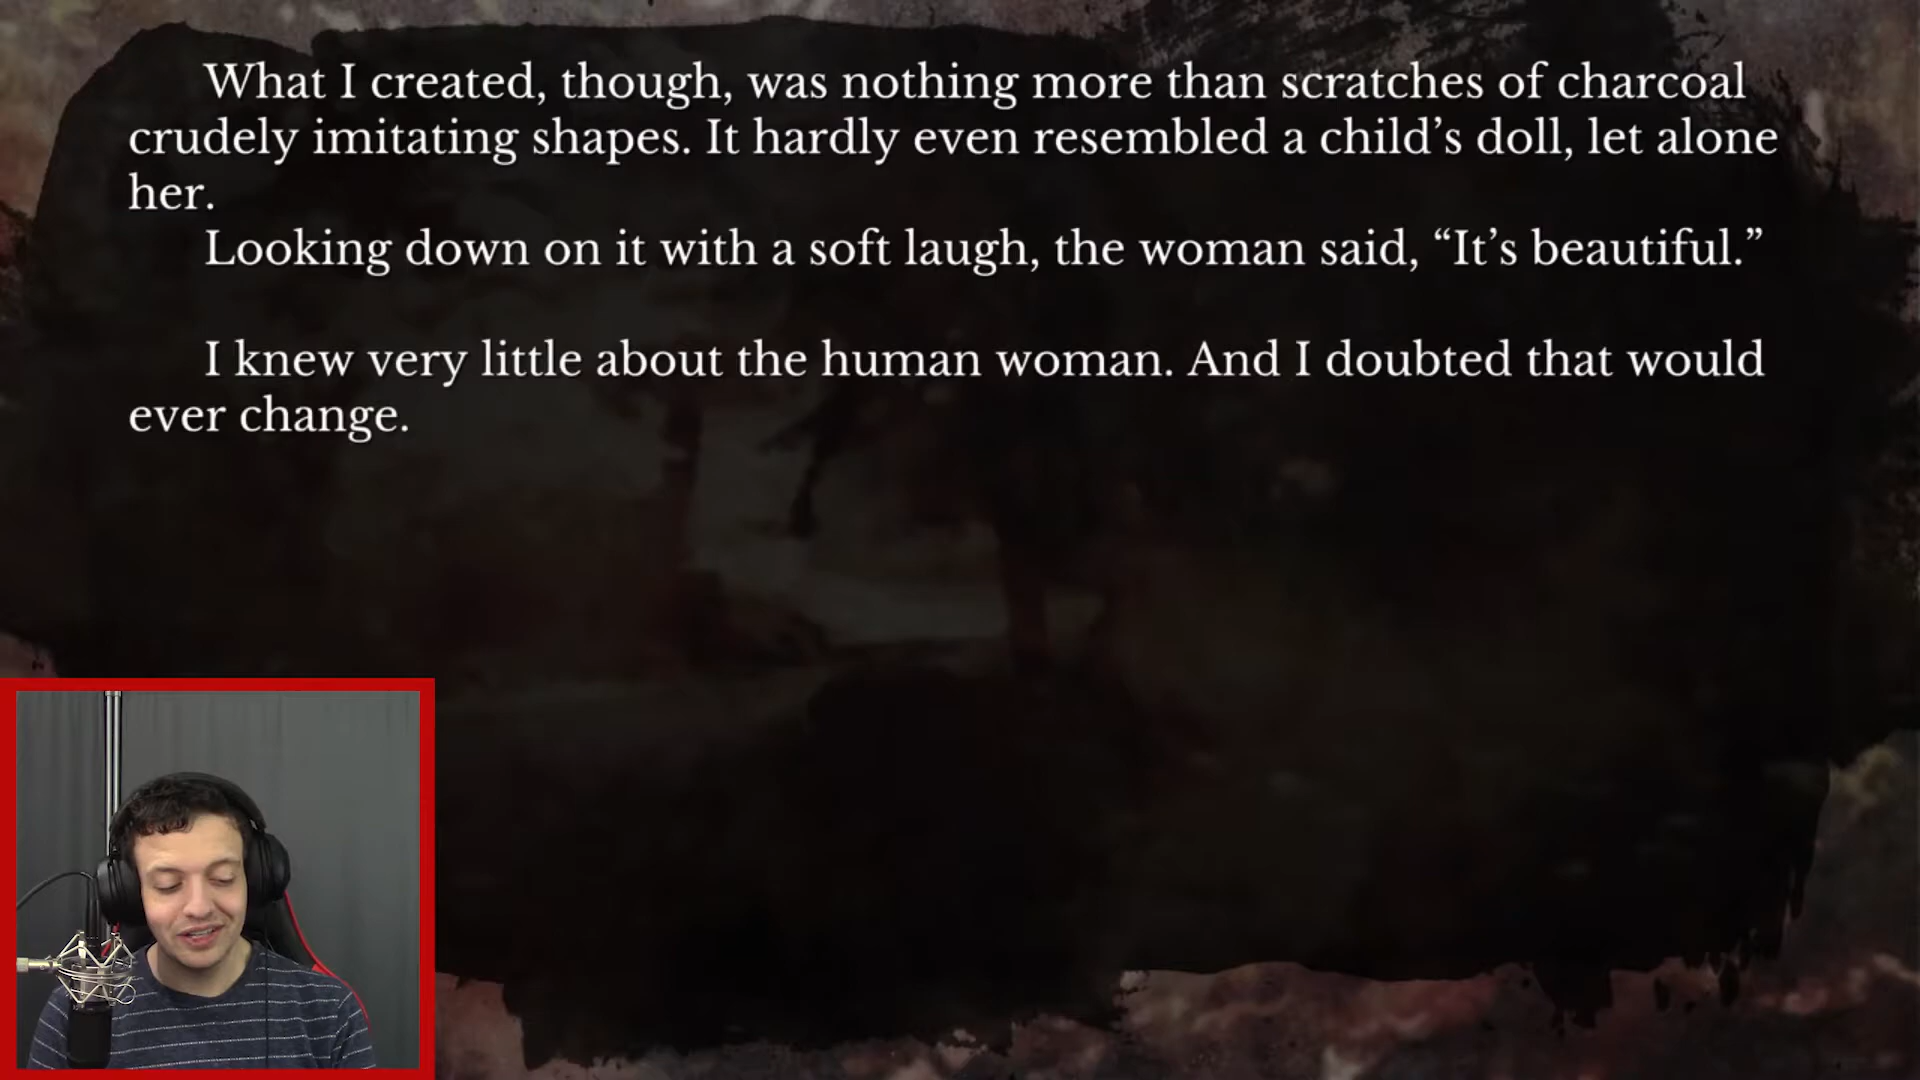 What I created, though, was nothing more than scratches of charcoal
crudely imitating shapes. It hardly even resembled a child’s doll, let alone
her.
Looking down on it with a soft laugh, the woman said, “It’s beautiful.”
I knew very little about the human woman. And I doubted that would
ever change.